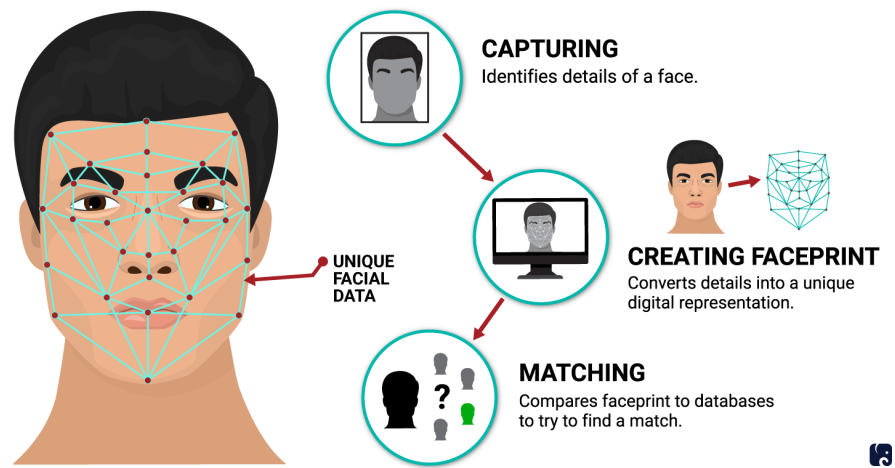 CAPTURING
Identifies details of a face.
UNIQUE
FACIAL
DATA
CREATING FACEPRINT
Converts details into a unique
digital representation.
?
MATCHING
Compares faceprint to databases
to try to find a match.